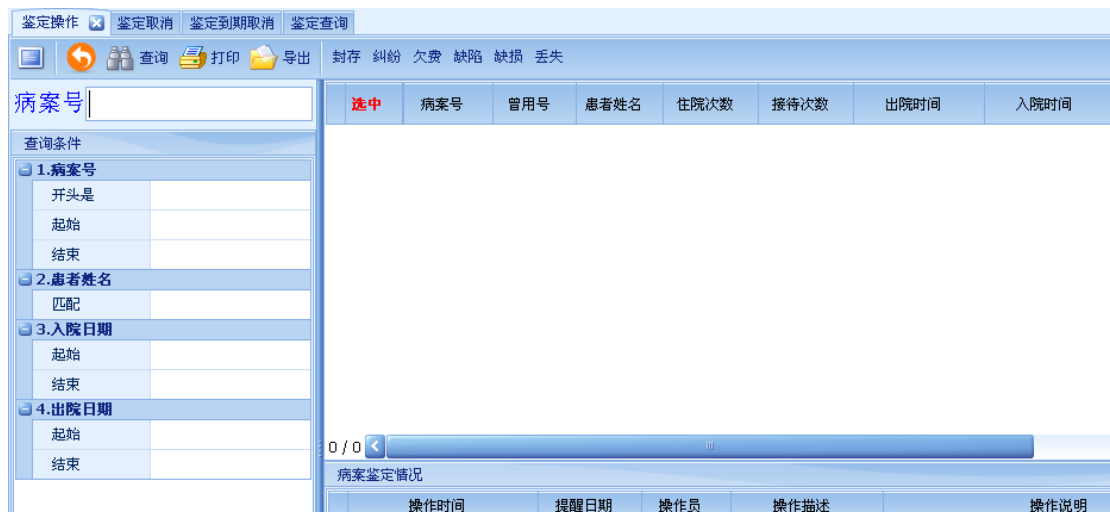 鉴定操作 鉴定取消 鉴定到期取消 鉴定查询
查询 打印 导出 封存 纠纷 欠费 缺陷 缺损 丢失
病案号
查询条件
1.病案号
开头是
起始
结束
2.患者姓名
匹配
3.入院日期
起始
结束
4.出院日期
起始
结束
选中 病案号 曾用号 患者姓名 住院次数 接待次数 出院时间 入院时间
0 / 0
病案鉴定情况
操作时间 提醒日期 操作员 操作描述 操作说明